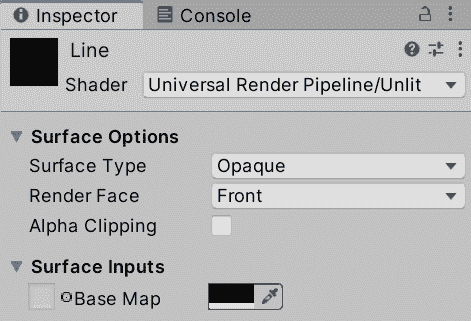 Inspector Console
Line
Shader Universal Render Pipeline/Unlit
Surface Options
Surface Type Opaque
Render Face Front
Alpha Clipping
Surface Inputs
Base Map